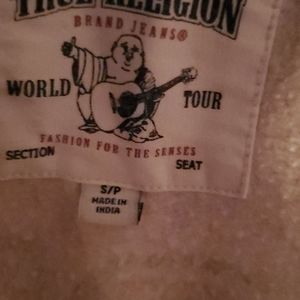 TRUE RELIGION
BRAND JEANS®
WORLD TOUR
FASHION FOR THE SENSES
SECTION SEAT
S/P
MADE IN
INDIA